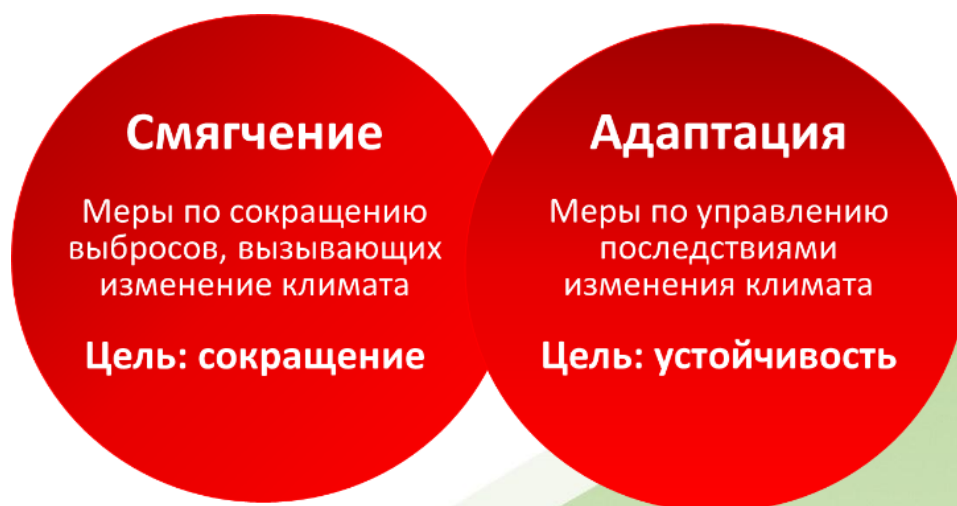 Смягчение
Меры по сокращению
выбросов, вызывающих
изменение климата
Цель: сокращение
Адаптация
Меры по управлению
последствиями
изменения климата
Цель: устойчивость